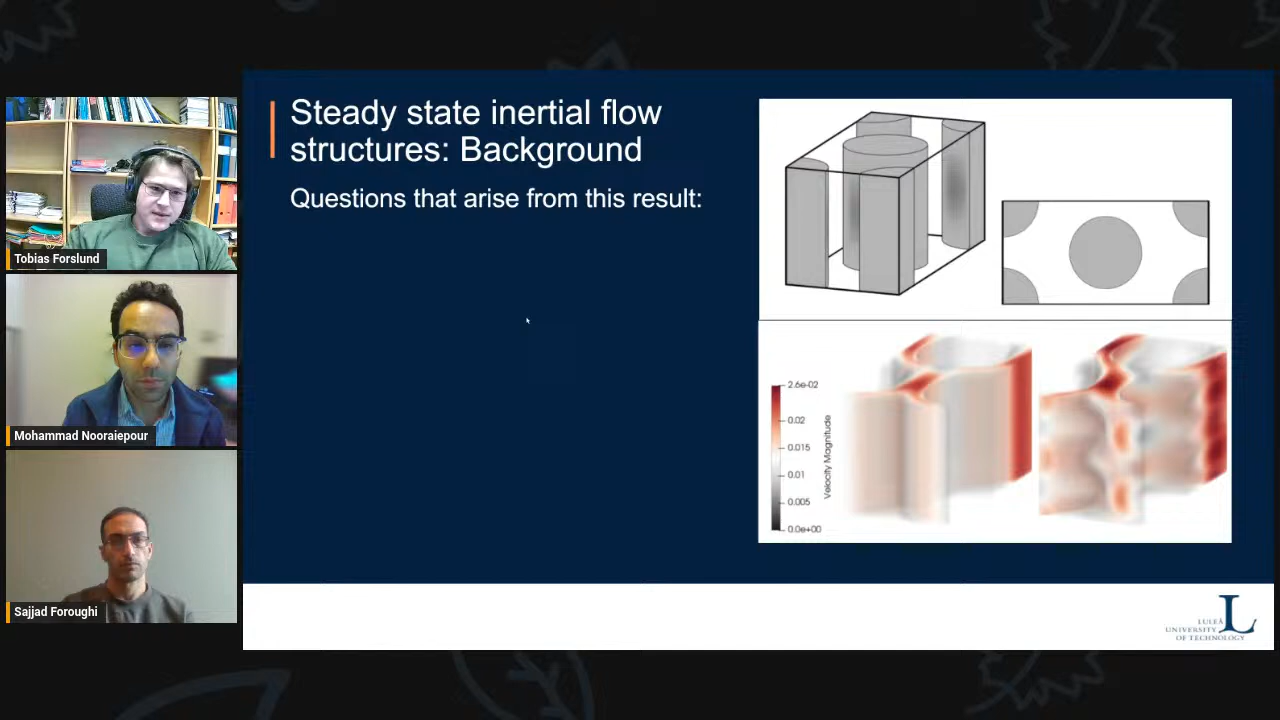 Steady state inertial flow
structures: Background
Questions that arise from this result:
Tobias Forslund
Mohammad Nooraiepour
Sajjad Foroughi
2.6e-02
0.02
0.015
0.01
0.005
0.0e+00
Velocity Magnitude
LULEÅ
UNIVERSITY
OF TECHNOLOGY